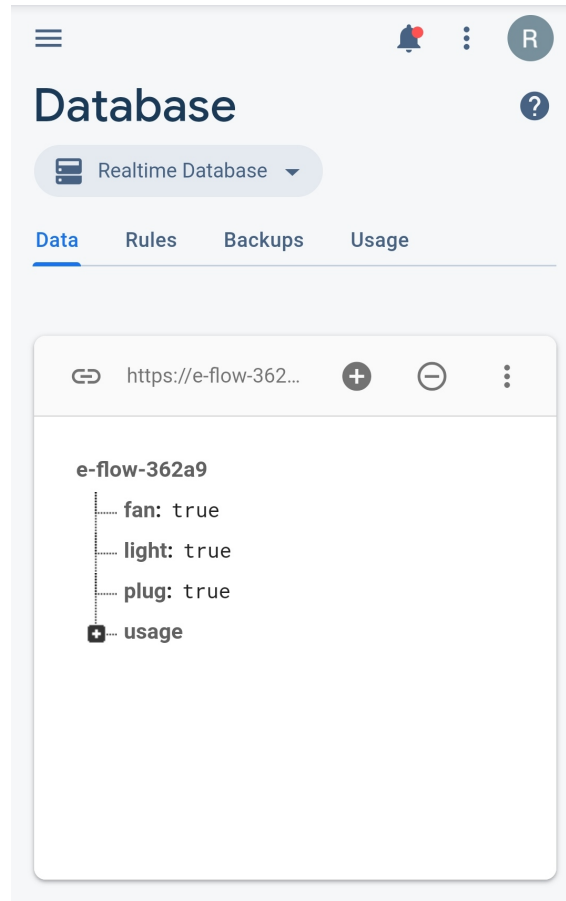 R
Database
Realtime Database
Data Rules Backups Usage
https://e-flow-362...
e-flow-362a9
fan: true
light: true
plug: true
usage